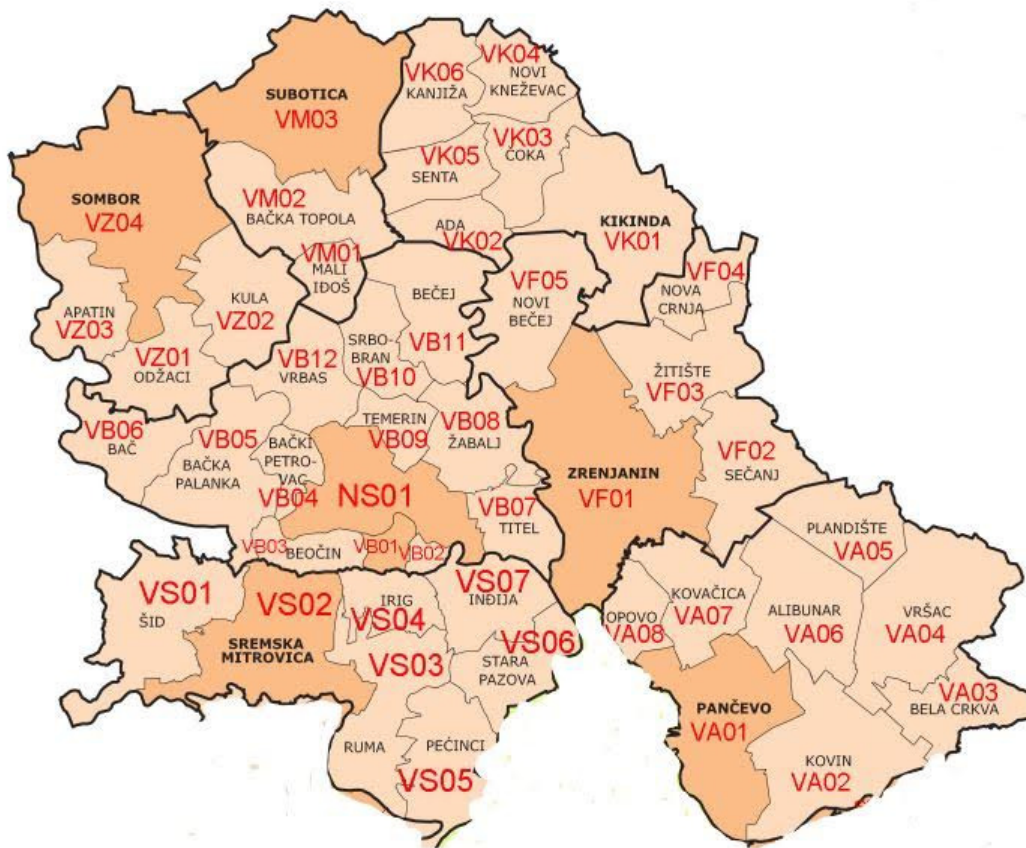 VK04
NOVI
KNEŽEVAC
VK06
KANJIŽA
SUBOTICA
VM03
VK03
ČOKA
VK05
SENTA
SOMBOR
VZ04
VM02
BAČKA TOPOLA
ADA
VK02
KIKINDA
VK01
VM01
MALI
IĐOŠ
BEČEJ
VB11
VF05
NOVI
BEČEJ
VF04
NOVA
CRNJA
APATIN
VZ03
KULA
VZ02
VZ01
ODŽACI
VB12
VRBAS
SRBO-
BRAN
VB10
ŽITIŠTE
VF03
VB06
BAČ
VB05
BAČKA
PALANKA
BAČKI
PETRO-
VAC
VB04
TEMERIN
VB09
VB08
ŽABALJ
VF02
SEČANJ
ZRENJANIN
VF01
NS01
VB07
TITEL
PLANDIŠTE
VA05
VB03
BEOČIN
VB01
VB02
VS01
ŠID
VS02
SREMSKA
MITROVICA
IRIG
VS04
VS03
VS07
INĐIJA
VS06
STARA
PAZOVA
OPOVO
VA08
KOVAČICA
VA07
ALIBUNAR
VA06
VRŠAC
VA04
VA03
BELA CRKVA
PANČEVO
VA01
RUMA
PEĆINCI
VS05
KOVIN
VA02